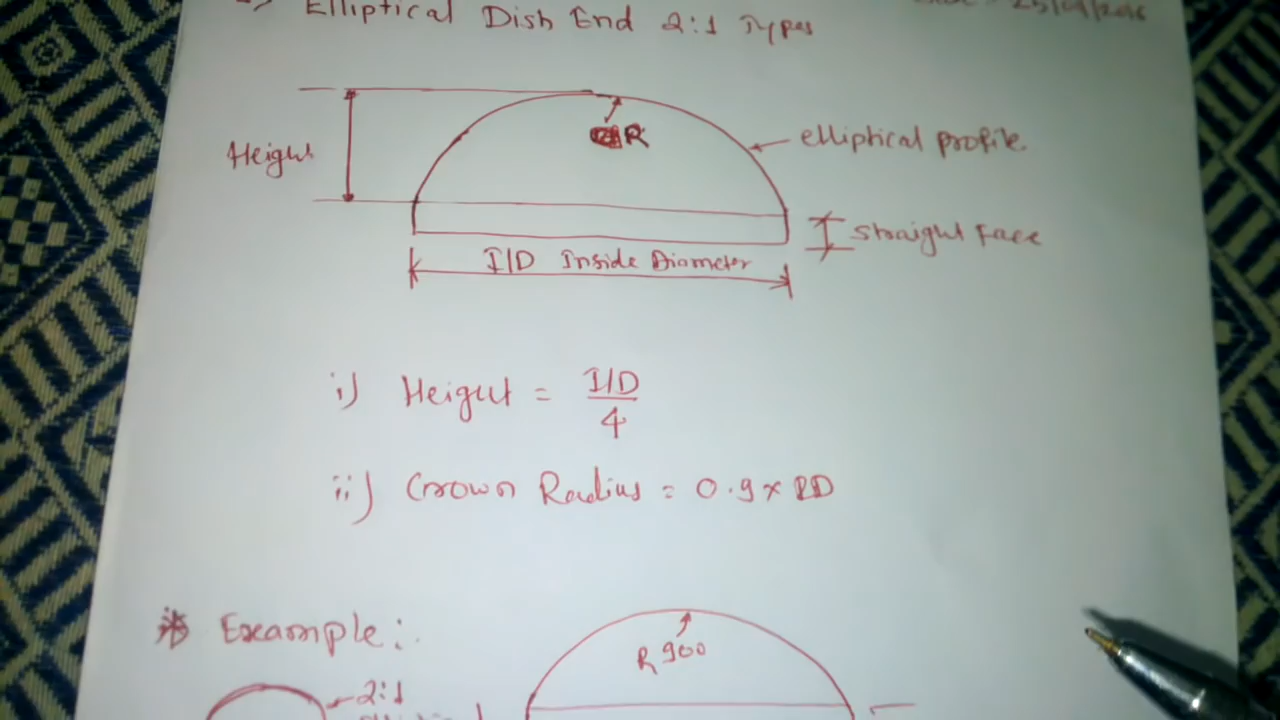 Elliptical Dish End 2:1 Types
Height
R
elliptical profile.
straight face
I/D Inside Diameter
i) Height = I/D
4
ii) Crown Radius = 0.9 x ID
* Example:
R 900
2:1